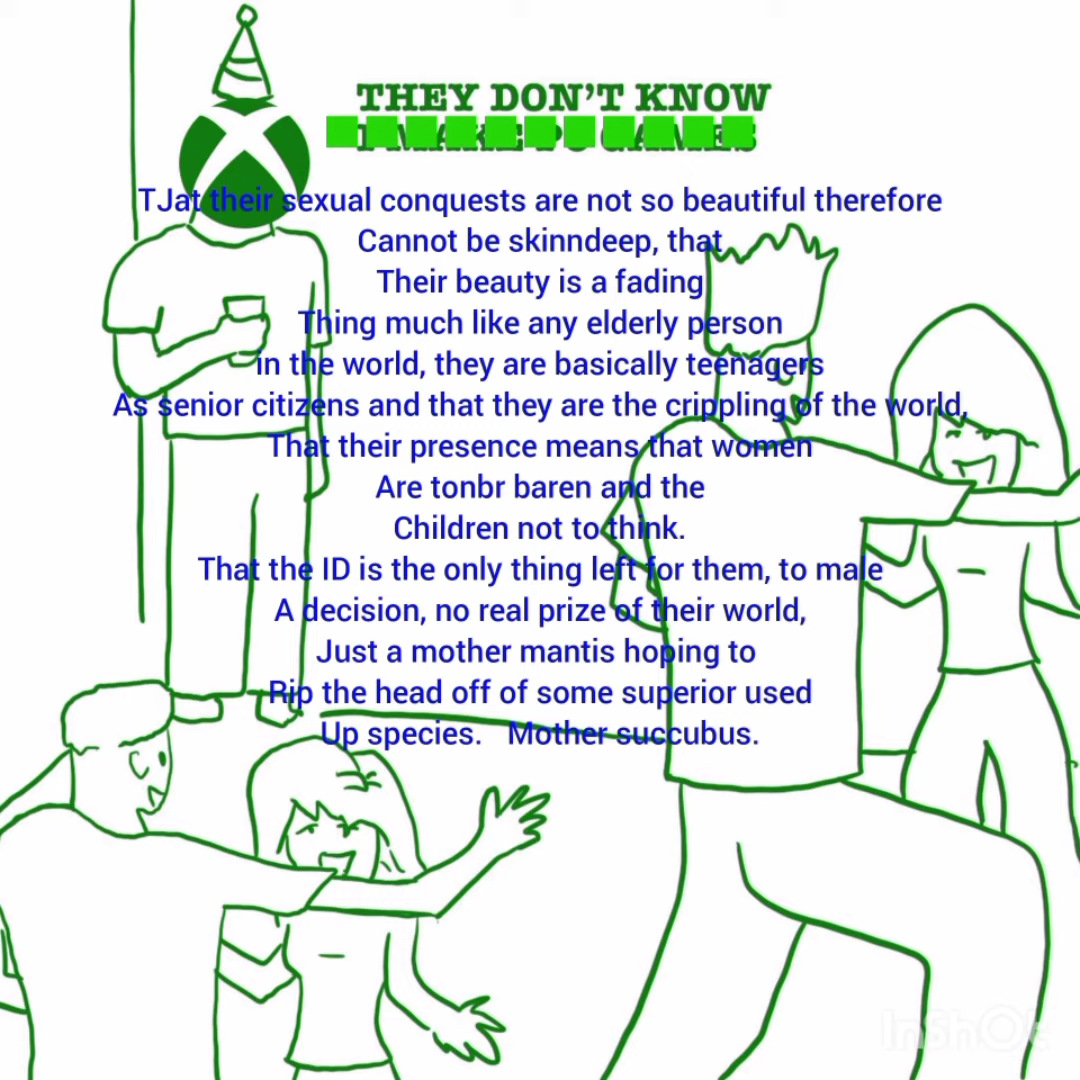 THEY DON'T KNOW
I MAKE PC GAMES
TJat their sexual conquests are not so beautiful therefore
Cannot be skinndeep, that
Their beauty is a fading
Thing much like any elderly person
in the world, they are basically teenagers
As senior citizens and that they are the crippling of the world,
That their presence means that women
Are tonbr baren and the
Children not to think.
That the ID is the only thing left for them, to male
A decision, no real prize of their world,
Just a mother mantis hoping to
Rip the head off of some superior used
Up species. Mother succubus.
InShOt